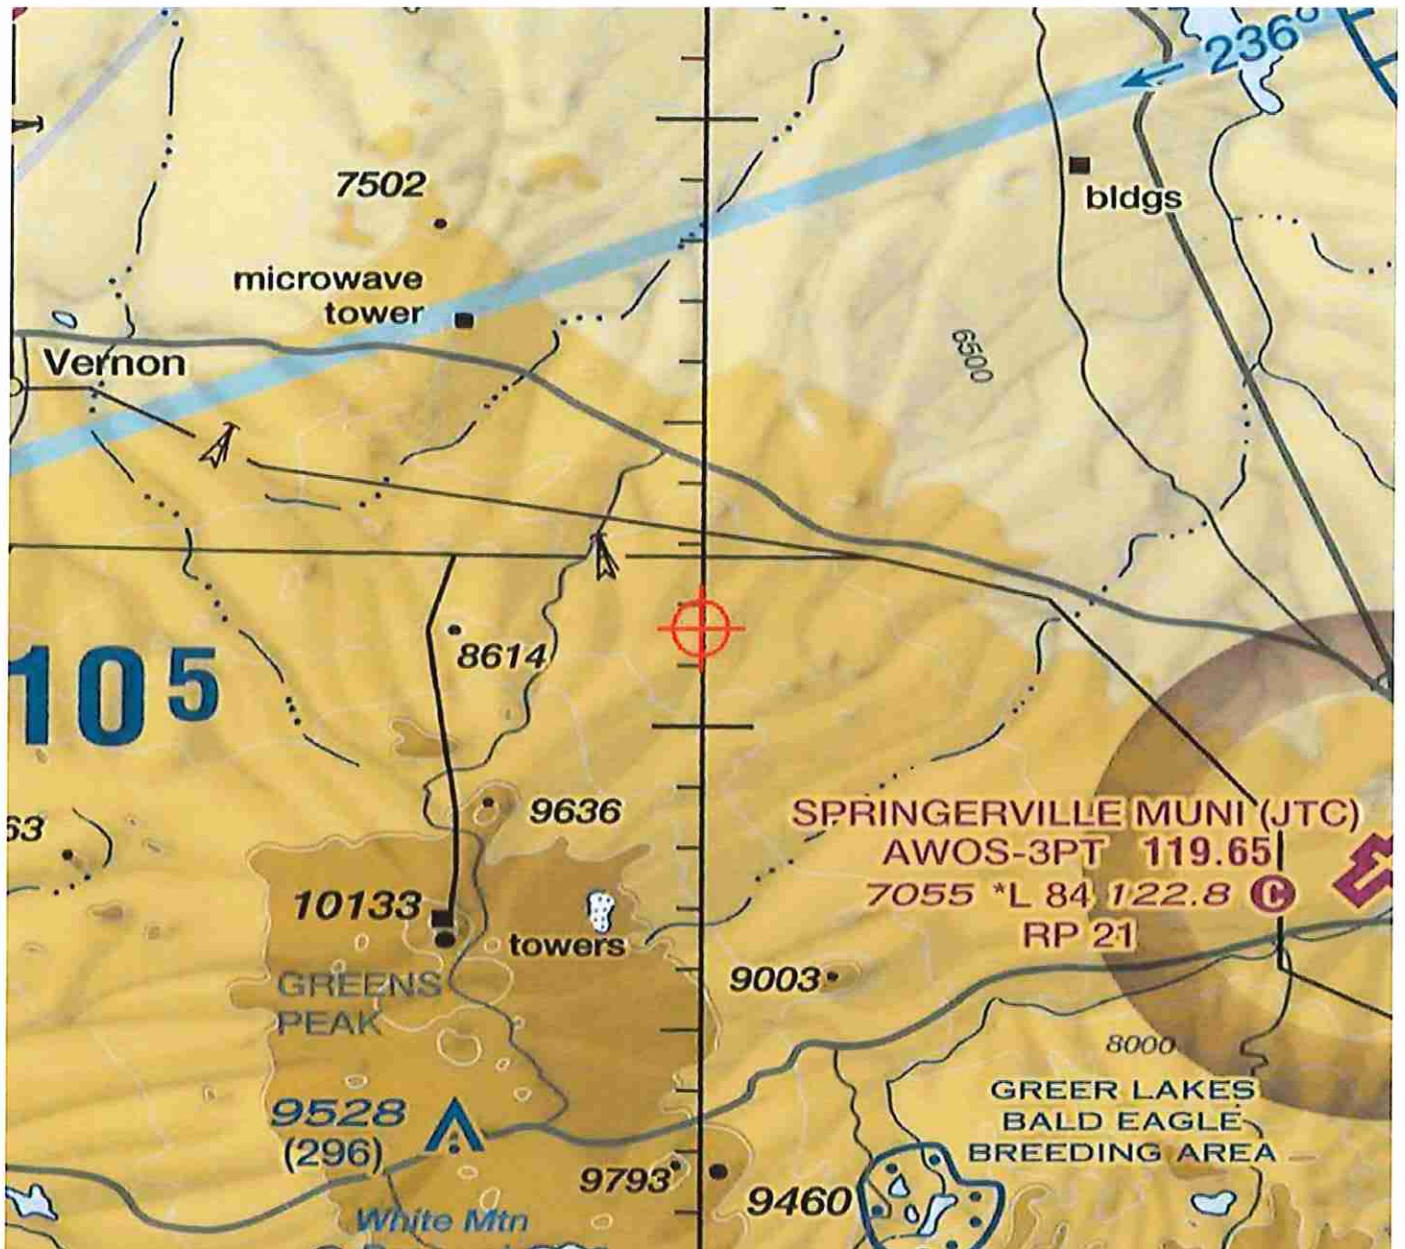 236°
7502
bldgs
microwave
tower
Vernon
6500
8614
10 5
9636
63
SPRINGERVILLE MUNI (JTC)
AWOS-3PT 119.65
7055 *L 84 122.8 C
RP 21
10133
towers
9003
GREENS
PEAK
8000
GREER LAKES
BALD EAGLE
BREEDING AREA
9528
(296)
9793
9460
White Mtn